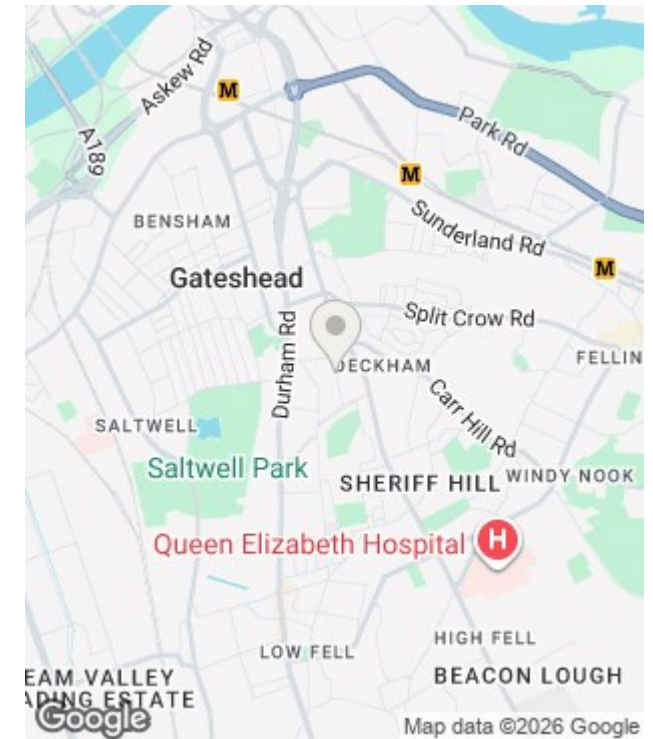 Askew Rd
M
A189
Park Rd
M
BENSHAM
Sunderland Rd
M
Gateshead
Split Crow Rd
Durham Rd
DECKHAM
FELLIN
Carr Hill Rd
SALTWELL
Saltwell Park
SHERIFF HILL
WINDY NOOK
Queen Elizabeth Hospital
H
LOW FELL
HIGH FELL
BEACON LOUGH
EAM VALLEY
ADING ESTATE
Google
Map data ©2026 Google